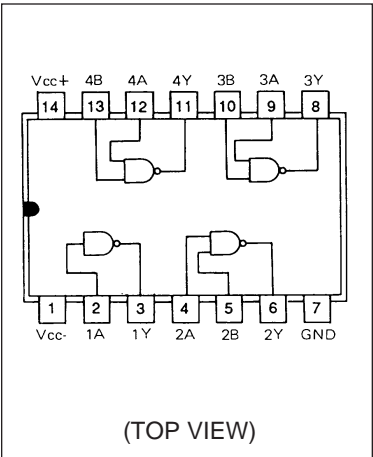 Vcc+ 4B 4A 4Y 3B 3A 3Y
14 13 12 11 10 9 8
1 2 3 4 5 6 7
Vcc- 1A 1Y 2A 2B 2Y GND
(TOP VIEW)